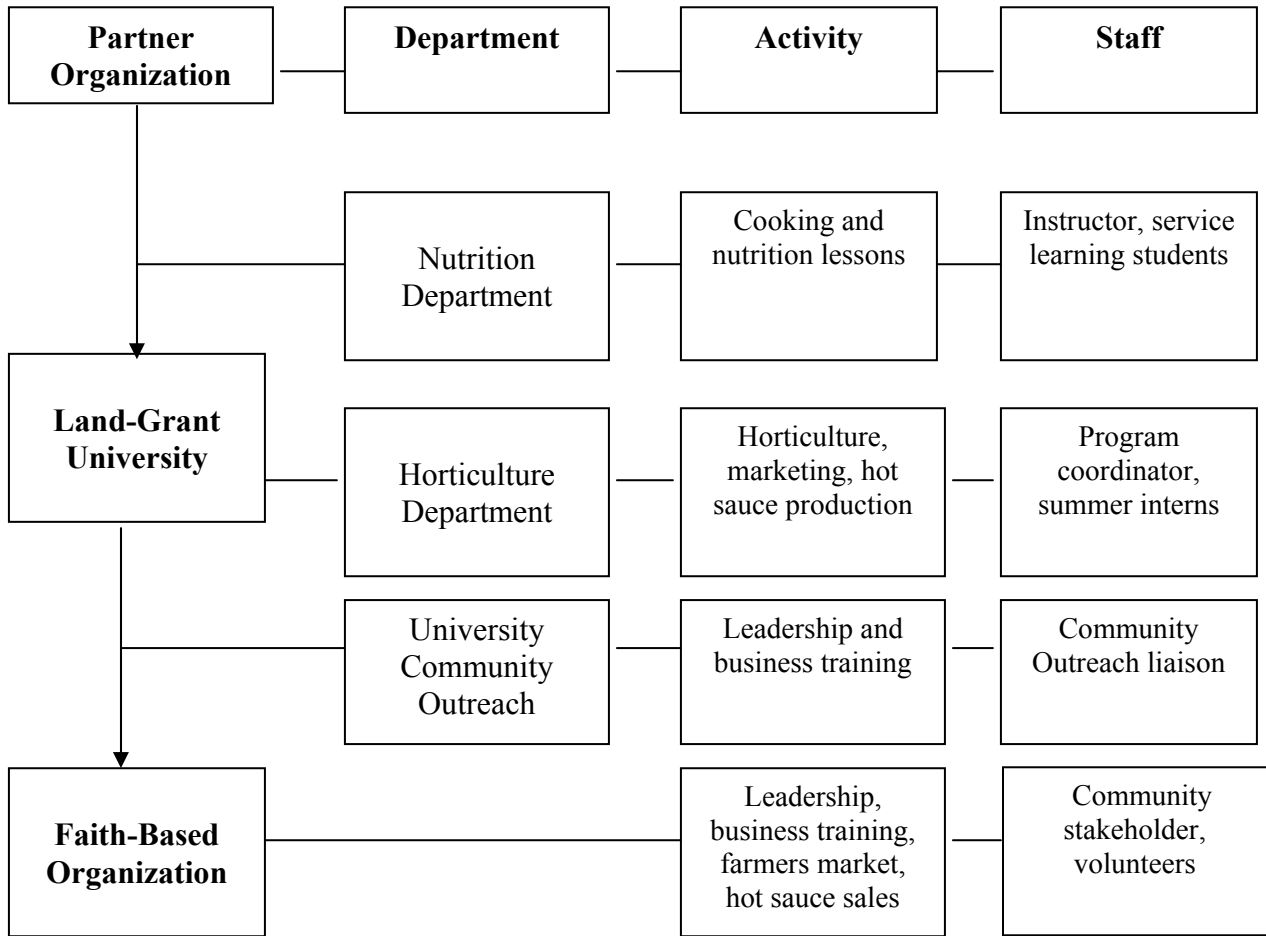 Partner
Organization
Department
Activity
Staff
Nutrition
Department
Cooking and
nutrition lessons
Instructor, service
learning students
Land-Grant
University
Horticulture
Department
Horticulture,
marketing, hot
sauce production
Program
coordinator,
summer interns
University
Community
Outreach
Leadership and
business training
Community
Outreach liaison
Faith-Based
Organization
Leadership,
business training,
farmers market,
hot sauce sales
Community
stakeholder,
volunteers